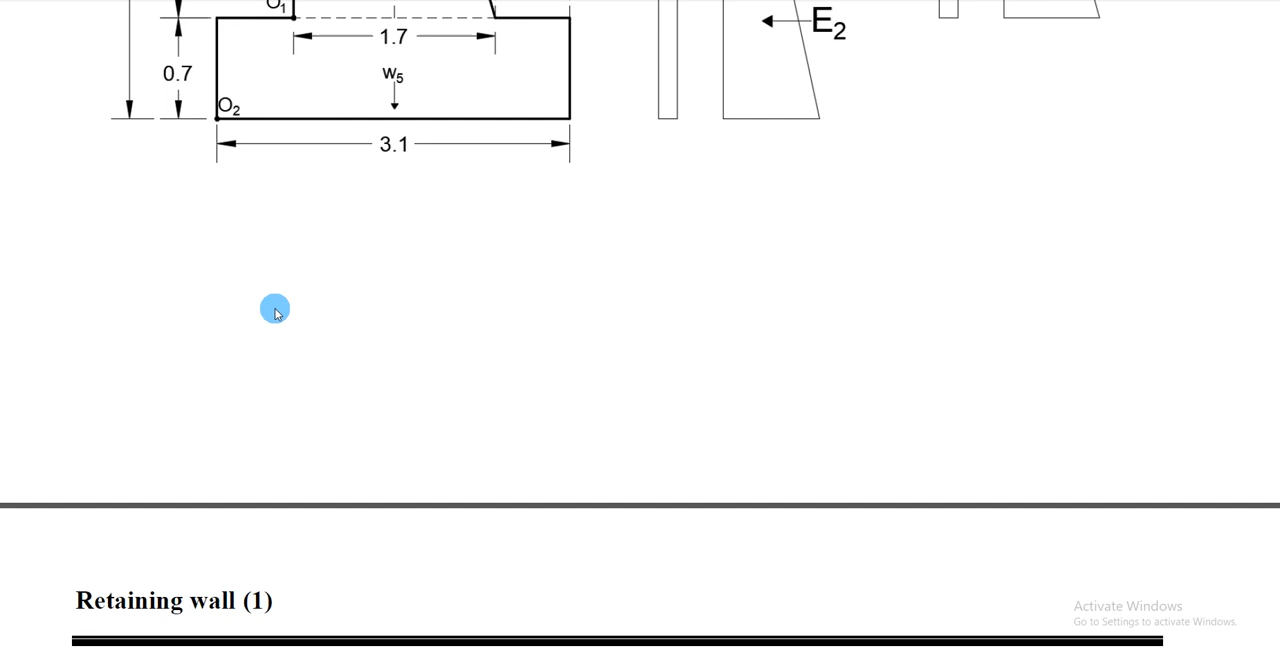 O1
E2
1.7
0.7
W5
O2
3.1
Retaining wall (1)
Activate Windows
Go to Settings to activate Windows.